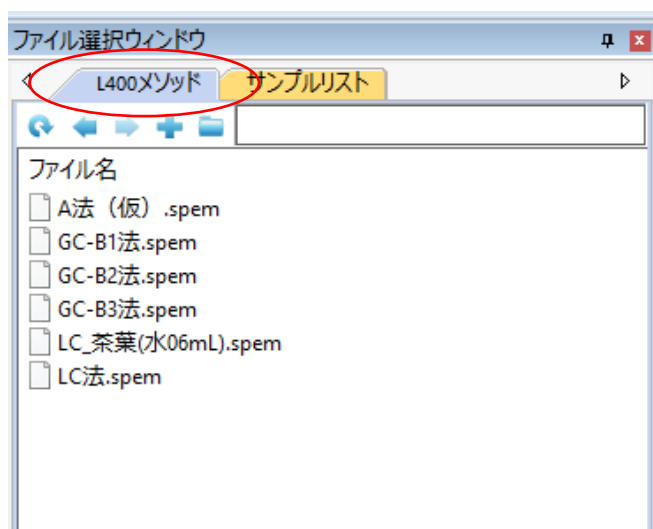 ファイル選択ウィンドウ
L400メソッド サンプルリスト
ファイル名
A法（仮）.spem
GC-B1法.spem
GC-B2法.spem
GC-B3法.spem
LC_茶葉(水06mL).spem
LC法.spem